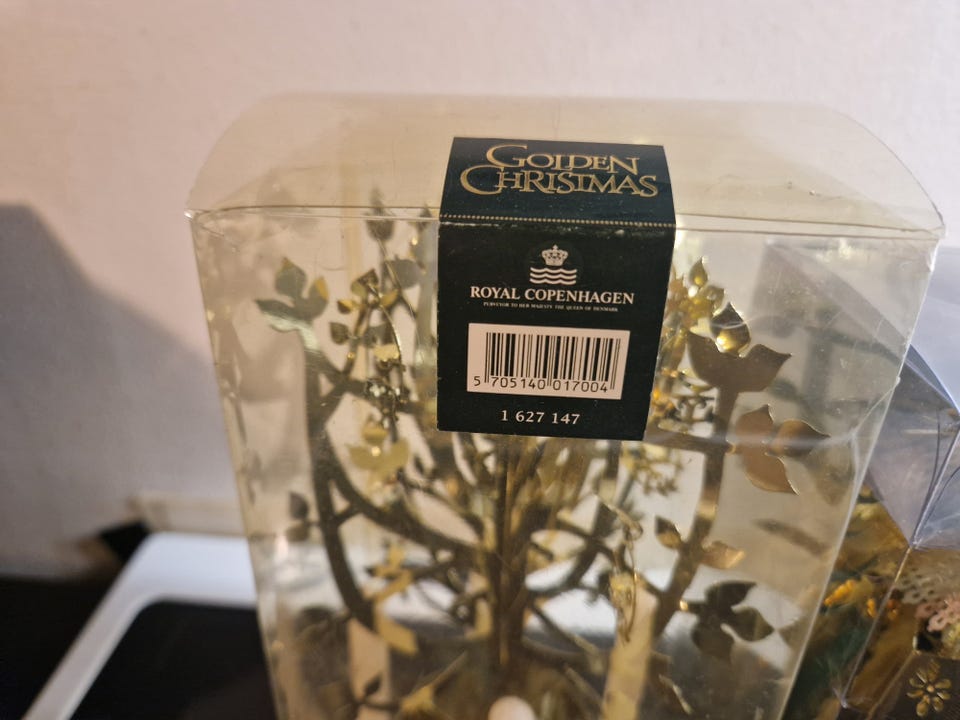 GOLDEN
CHRISTMAS
ROYAL COPENHAGEN
PURVEYOR TO HER MAJESTY THE QUEEN OF DENMARK
5 705140 017004
1 627 147